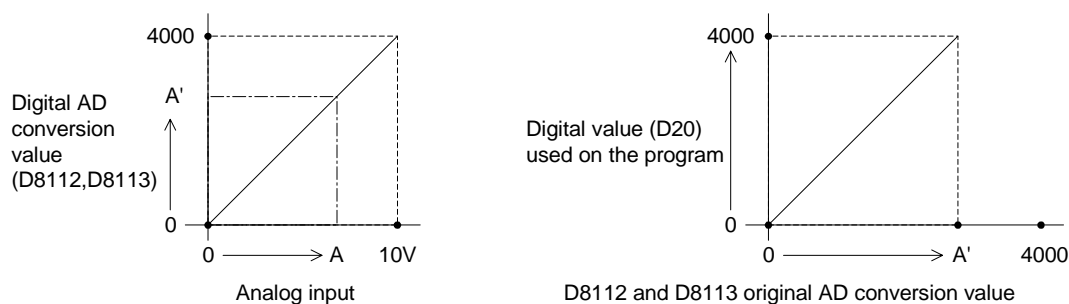 4000
Digital AD
conversion
value
(D8112,D8113)
A'
0
0
A
10V
Analog input
4000
Digital value (D20)
used on the program
0
0
A'
4000
D8112 and D8113 original AD conversion value